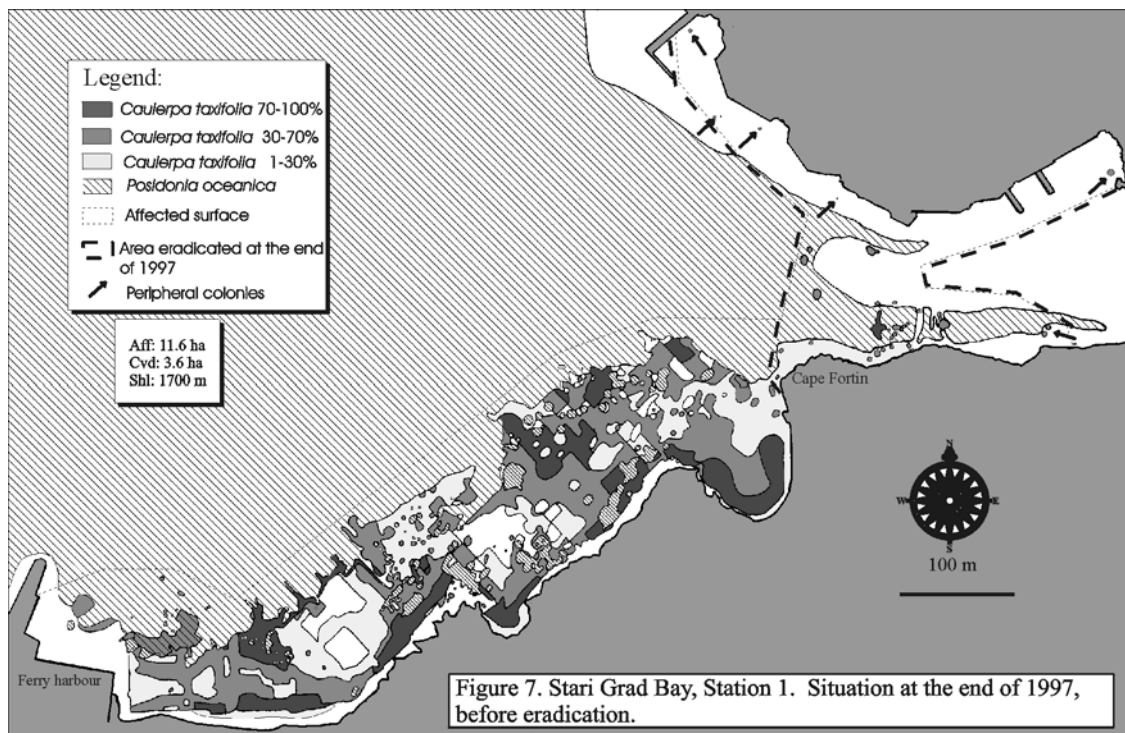 Legend:
Caulerpa taxifolia 70-100%
Caulerpa taxifolia 30-70%
Caulerpa taxifolia 1-30%
Posidonia oceanica
Affected surface
Area eradicated at the end
of 1997
Peripheral colonies
Aff: 11.6 ha
Cvd: 3.6 ha
Shl: 1700 m
Cape Fortin
N
W E
S
100 m
Ferry harbour
Figure 7. Stari Grad Bay, Station 1. Situation at the end of 1997,
before eradication.